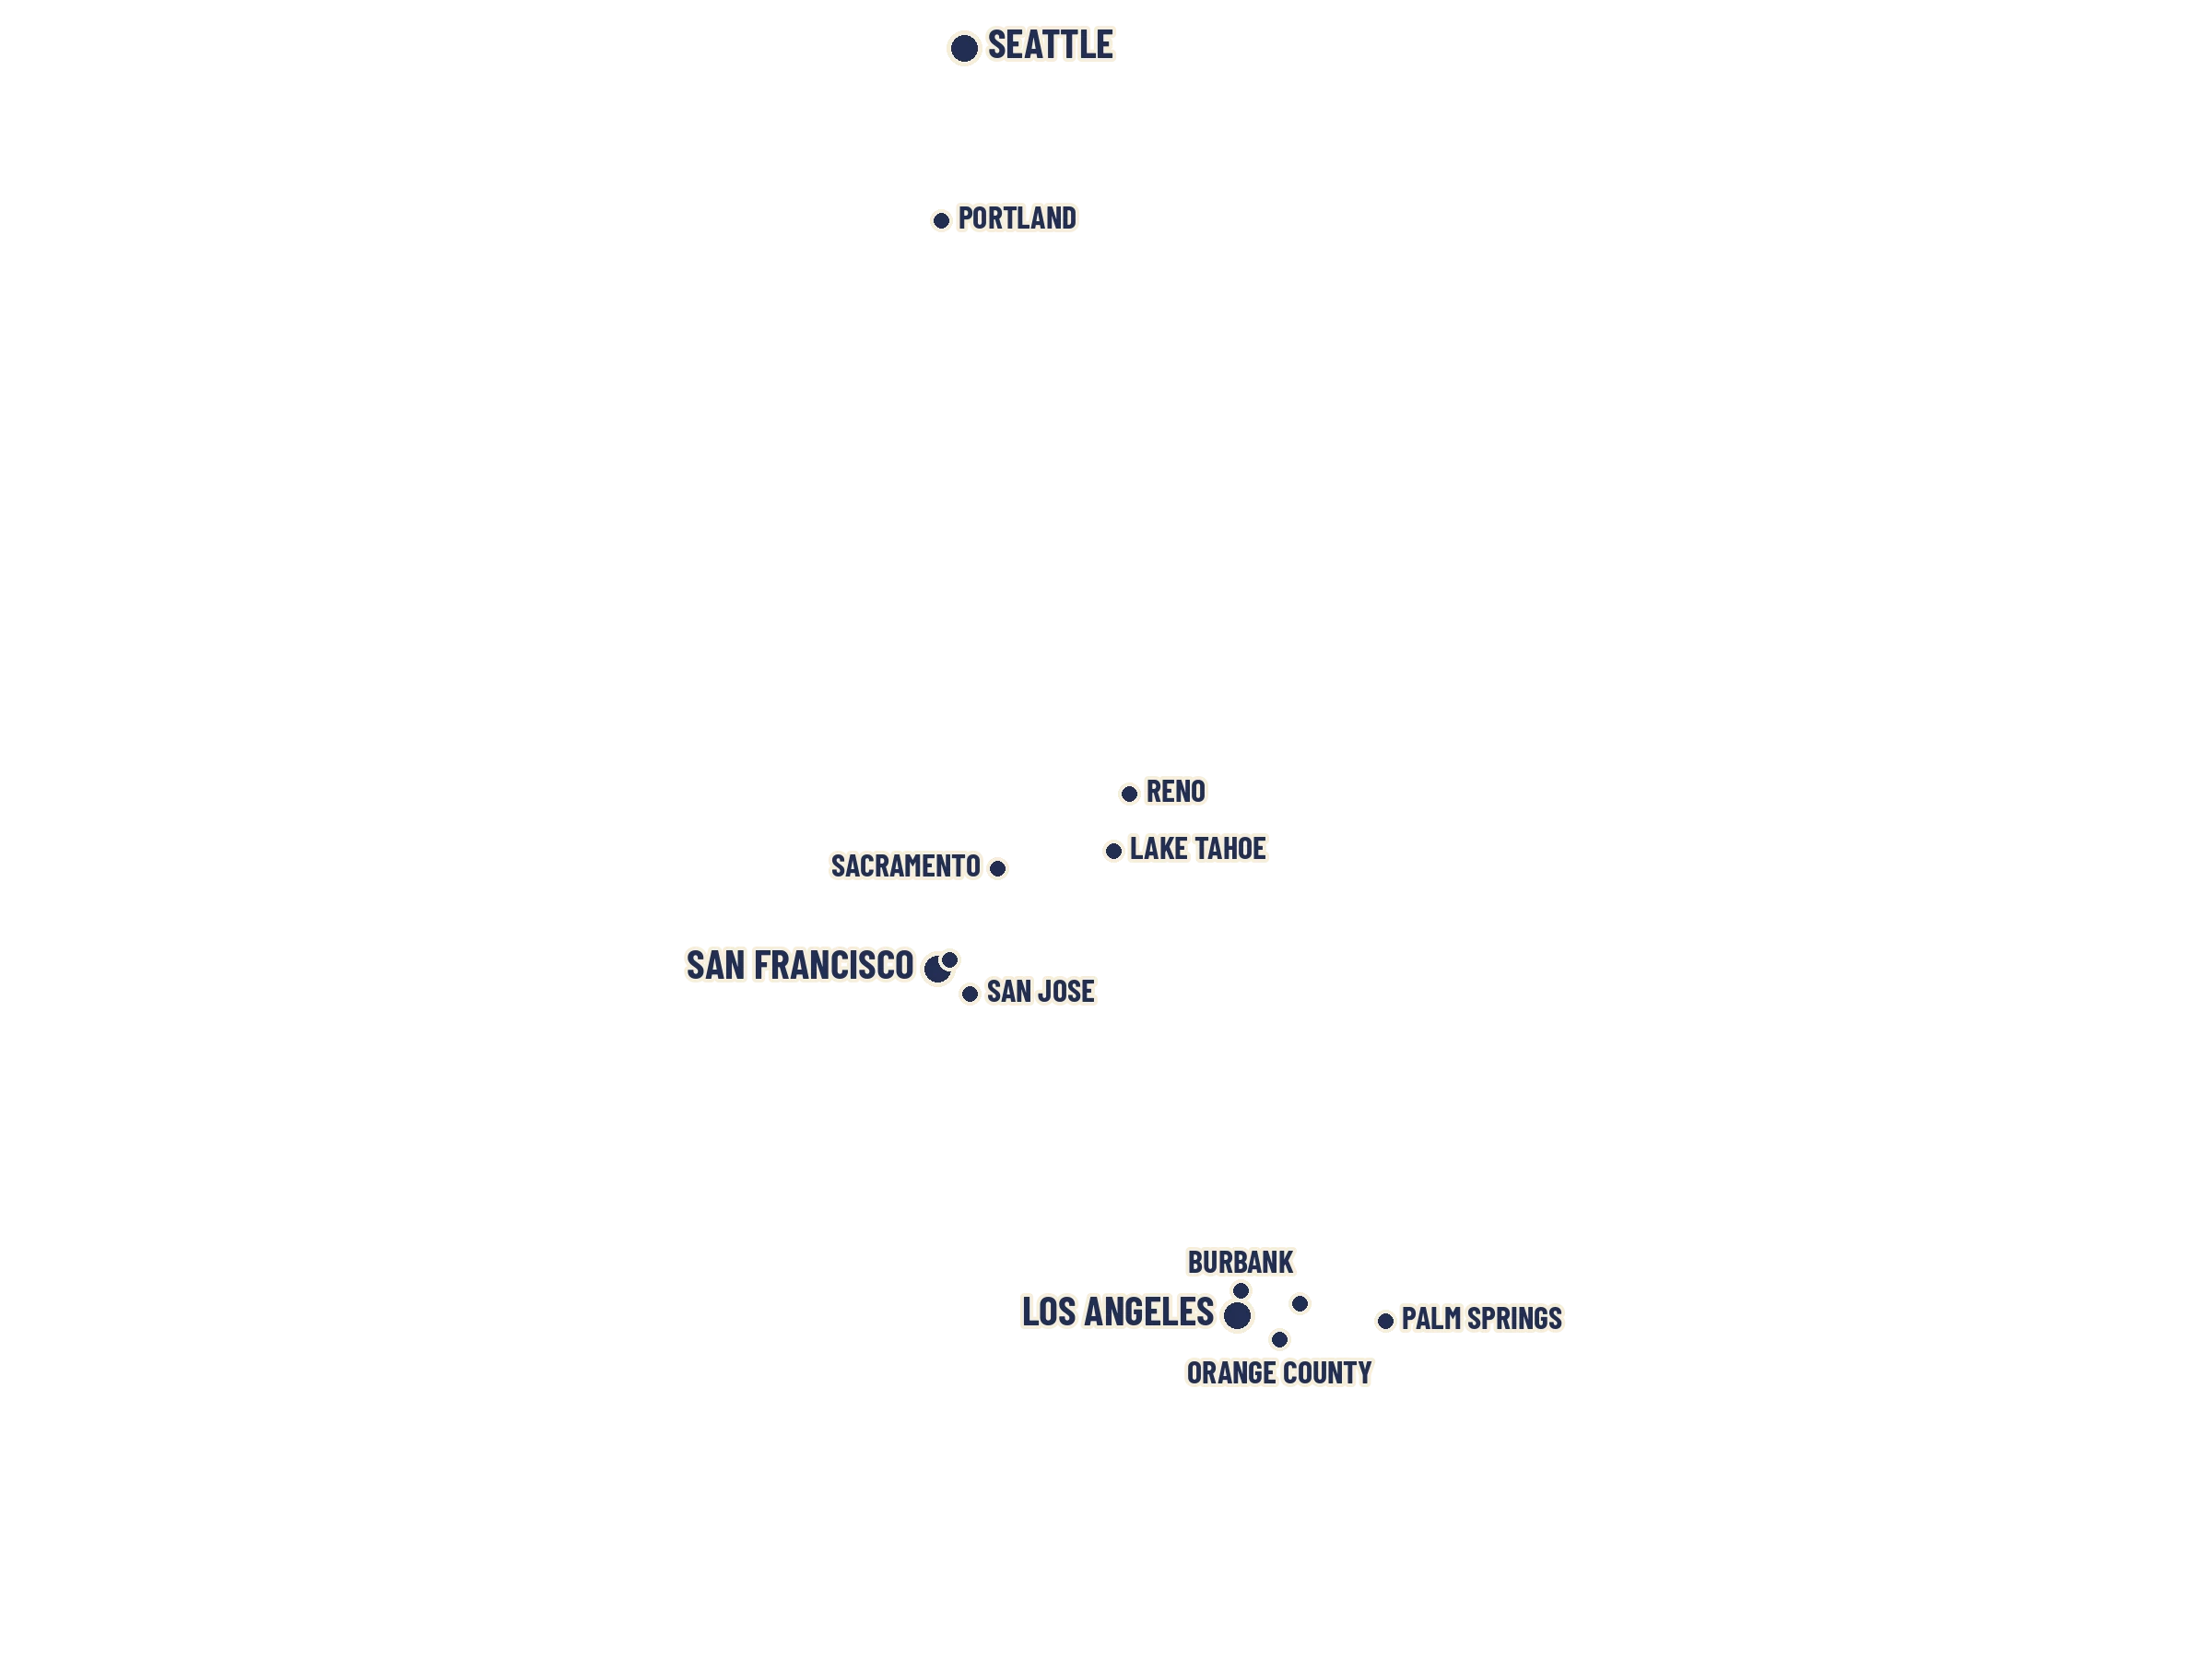 SEATTLE
PORTLAND
RENO
LAKE TAHOE
SACRAMENTO
SAN FRANCISCO
SAN JOSE
BURBANK
LOS ANGELES
PALM SPRINGS
ORANGE COUNTY